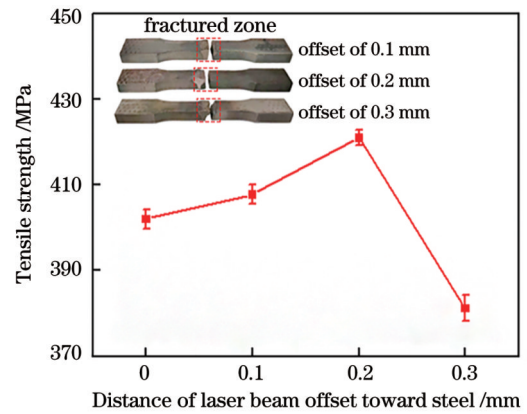 fractured zone
offset of 0.1 mm
offset of 0.2 mm
offset of 0.3 mm
450
430
410
390
370
Tensile strength /MPa
0 0.1 0.2 0.3
Distance of laser beam offset toward steel /mm